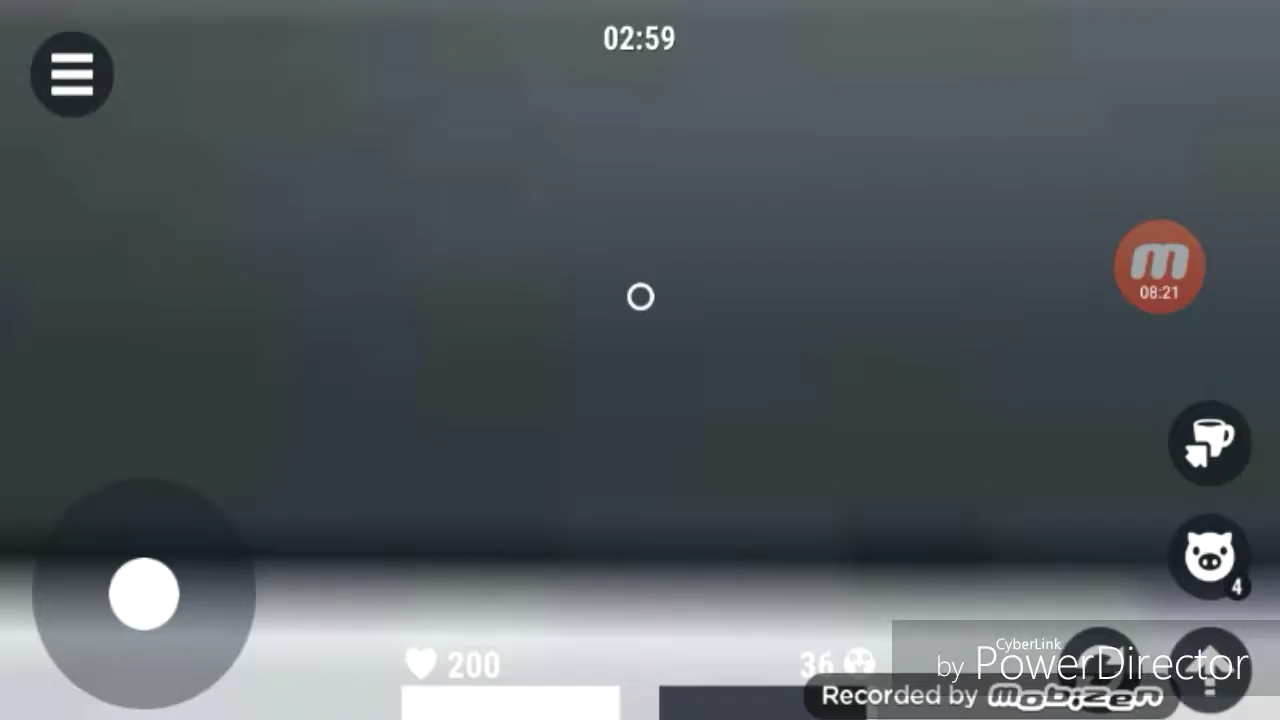 02:59
m
08:21
4
200
36
CyberLink
by PowerDirector
Recorded by mobizen